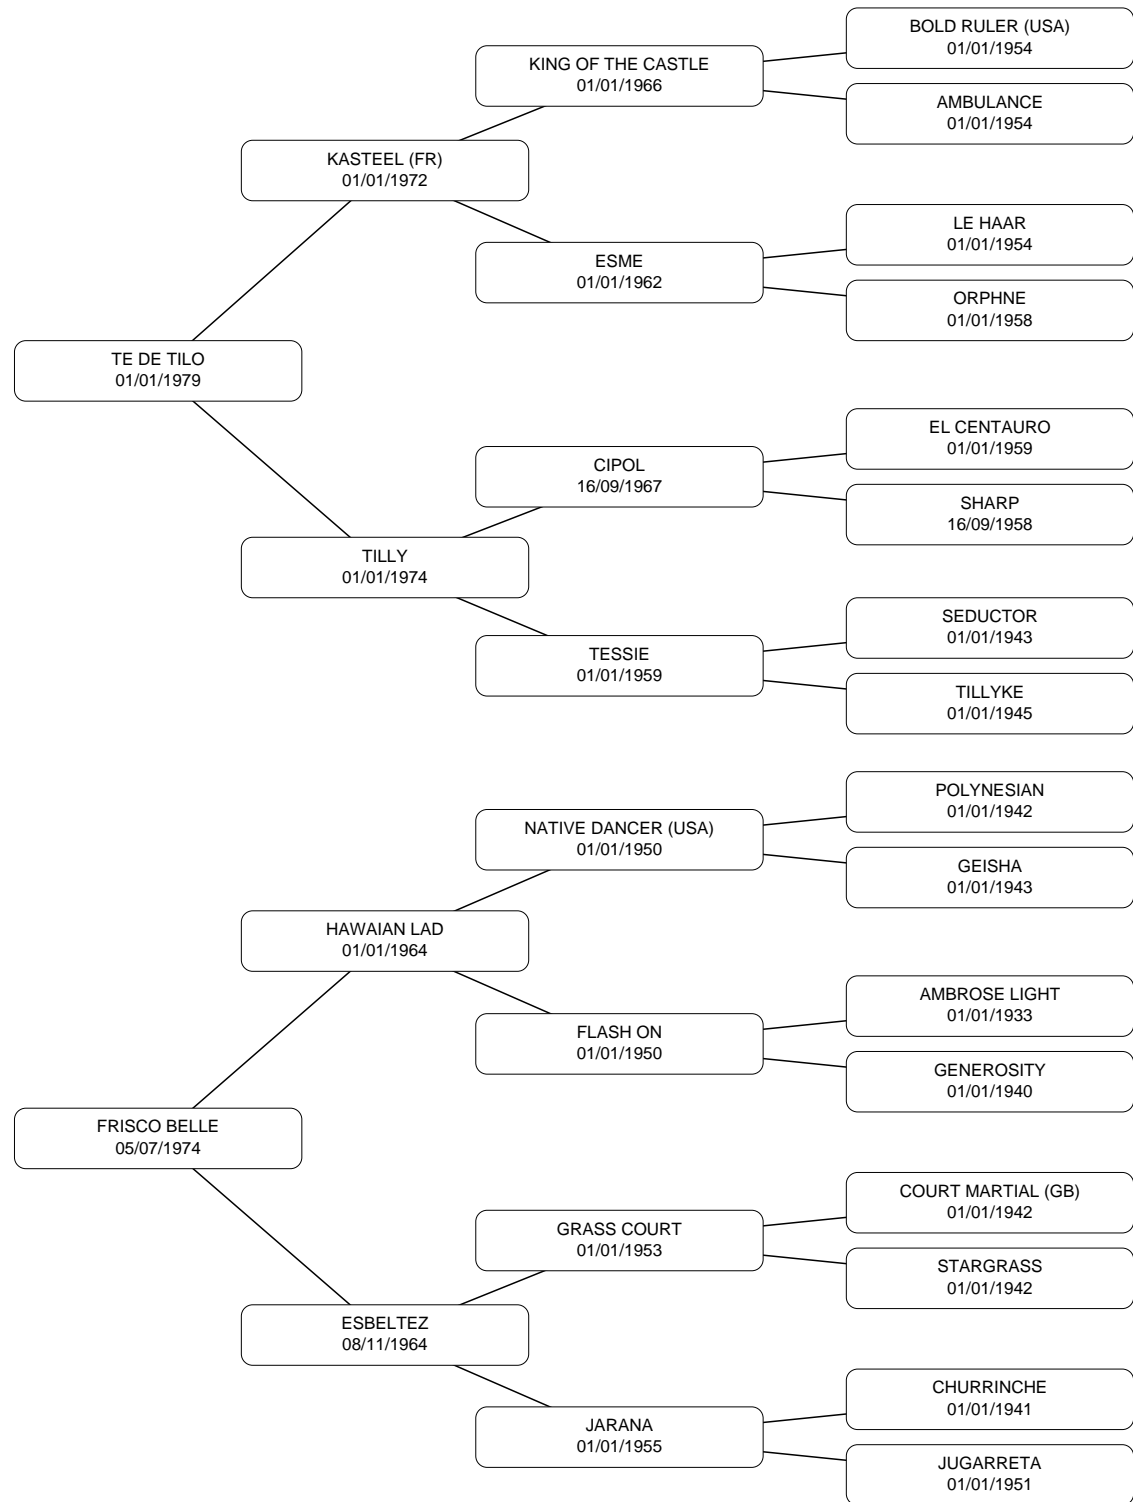 BOLD RULER (USA)
01/01/1954
KING OF THE CASTLE
01/01/1966
AMBULANCE
01/01/1954
KASTEEL (FR)
01/01/1972
LE HAAR
01/01/1954
ESME
01/01/1962
ORPHNE
01/01/1958
TE DE TILO
01/01/1979
EL CENTAURO
01/01/1959
CIPOL
16/09/1967
SHARP
16/09/1958
TILLY
01/01/1974
SEDUCTOR
01/01/1943
TESSIE
01/01/1959
TILLYKE
01/01/1945
POLYNESIAN
01/01/1942
NATIVE DANCER (USA)
01/01/1950
GEISHA
01/01/1943
HAWAIAN LAD
01/01/1964
AMBROSE LIGHT
01/01/1933
FLASH ON
01/01/1950
GENEROSITY
01/01/1940
FRISCO BELLE
05/07/1974
COURT MARTIAL (GB)
01/01/1942
GRASS COURT
01/01/1953
STARGRASS
01/01/1942
ESBELTEZ
08/11/1964
CHURRINCHE
01/01/1941
JARANA
01/01/1955
JUGARRETA
01/01/1951